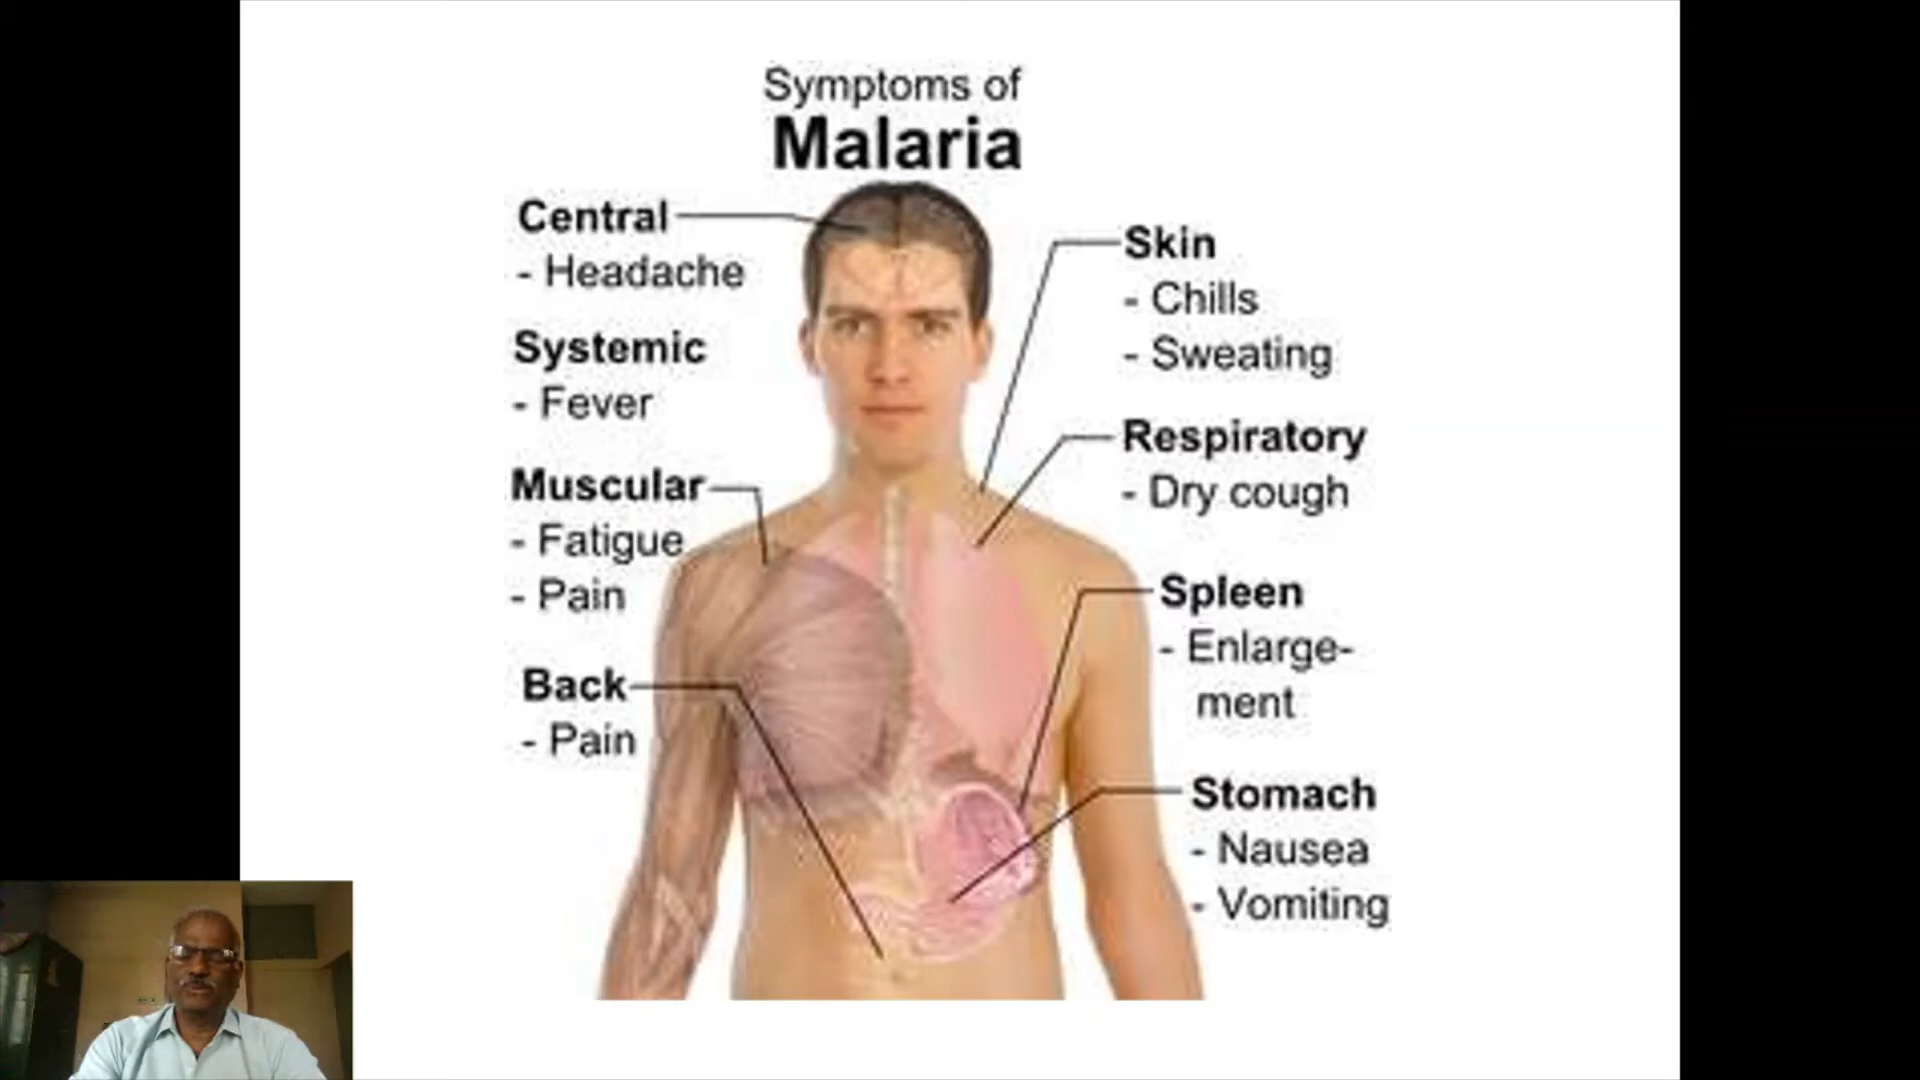 Symptoms of
Malaria
Central
- Headache
Systemic
- Fever
Muscular
- Fatigue
- Pain
Back
- Pain
Skin
- Chills
- Sweating
Respiratory
- Dry cough
Spleen
- Enlarge-
ment
Stomach
- Nausea
- Vomiting